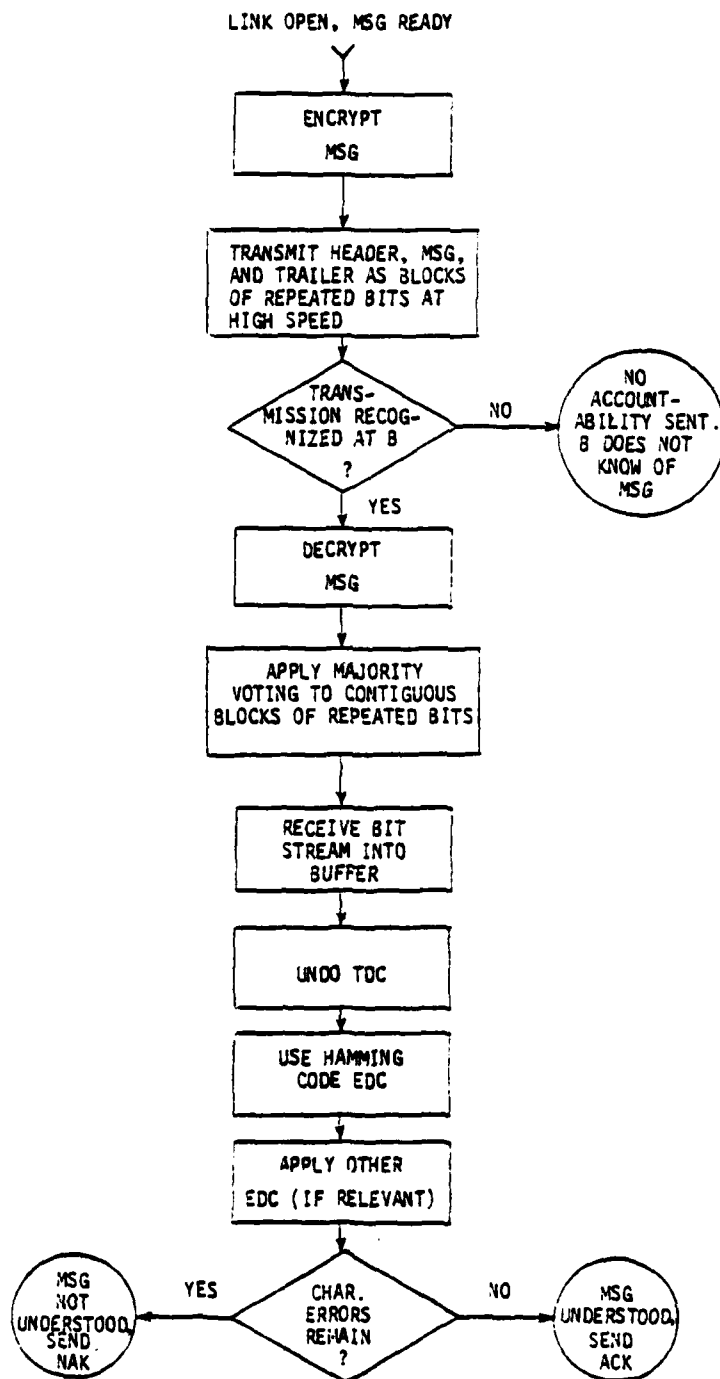 LINK OPEN, MSG READY
ENCRYPT
MSG
TRANSMIT HEADER, MSG,
AND TRAILER AS BLOCKS
OF REPEATED BITS AT
HIGH SPEED
TRANS-
MISSION RECOG-
NIZED AT B
?
NO
NO
ACCOUNT-
ABILITY SENT.
B DOES NOT
KNOW OF
MSG
YES
DECRYPT
MSG
APPLY MAJORITY
VOTING TO CONTIGUOUS
BLOCKS OF REPEATED BITS
RECEIVE BIT
STREAM INTO
BUFFER
UNDO TDC
USE HAMMING
CODE EDC
APPLY OTHER
EDC (IF RELEVANT)
CHAR.
ERRORS
REMAIN
?
YES
MSG
NOT
UNDERSTOOD,
SEND
NAK
NO
MSG
UNDERSTOOD,
SEND
ACK